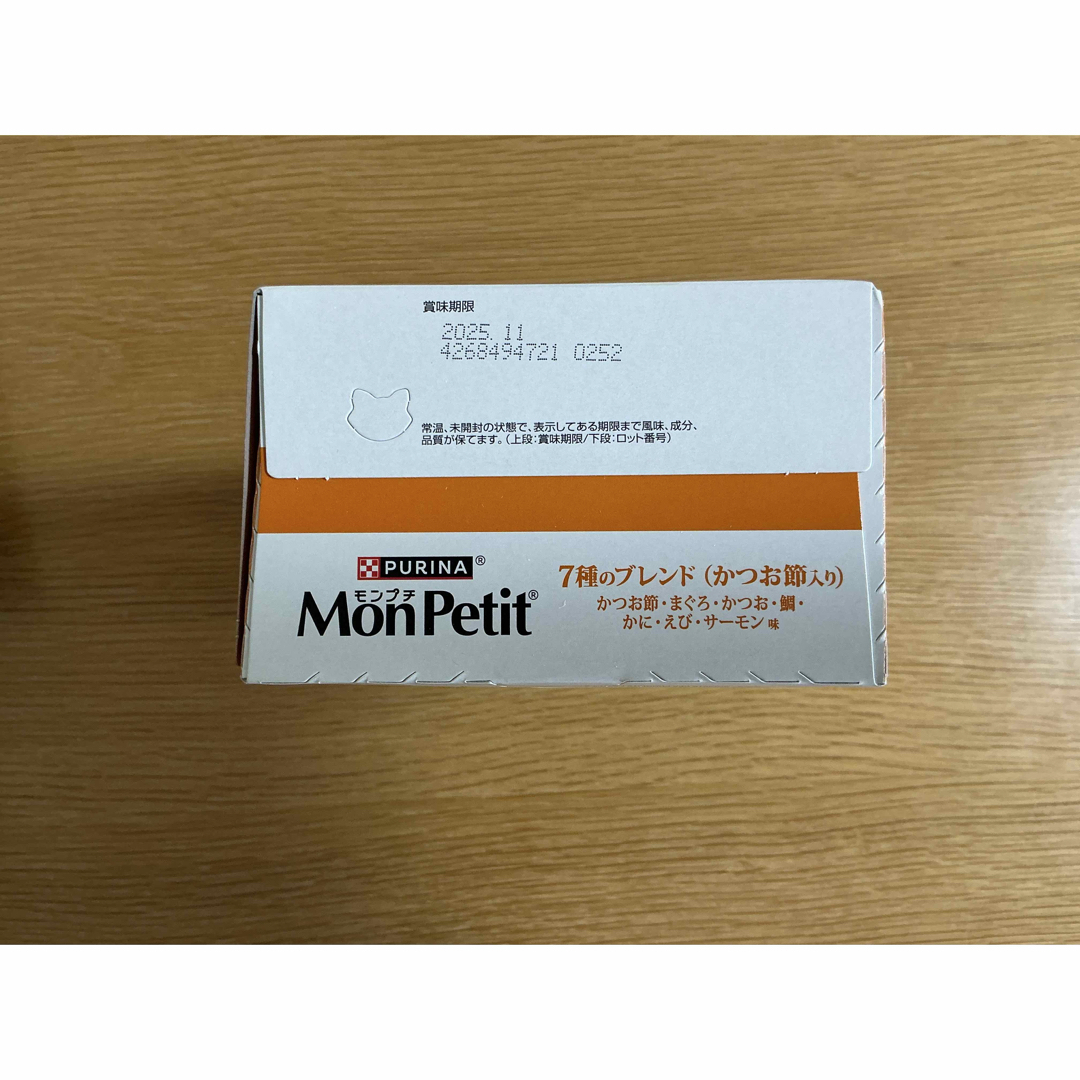 賞味期限
2025.11
4268494721 0252
常温、未開封の状態で、表示してある期限まで風味、成分、
品質が保てます。(上段:賞味期限/下段:ロット番号)
PURINA®
モンプチ
MonPetit®
7種のブレンド(かつお節入り)
かつお節・まぐろ・かつお・鯛・
かに・えび・サーモン味